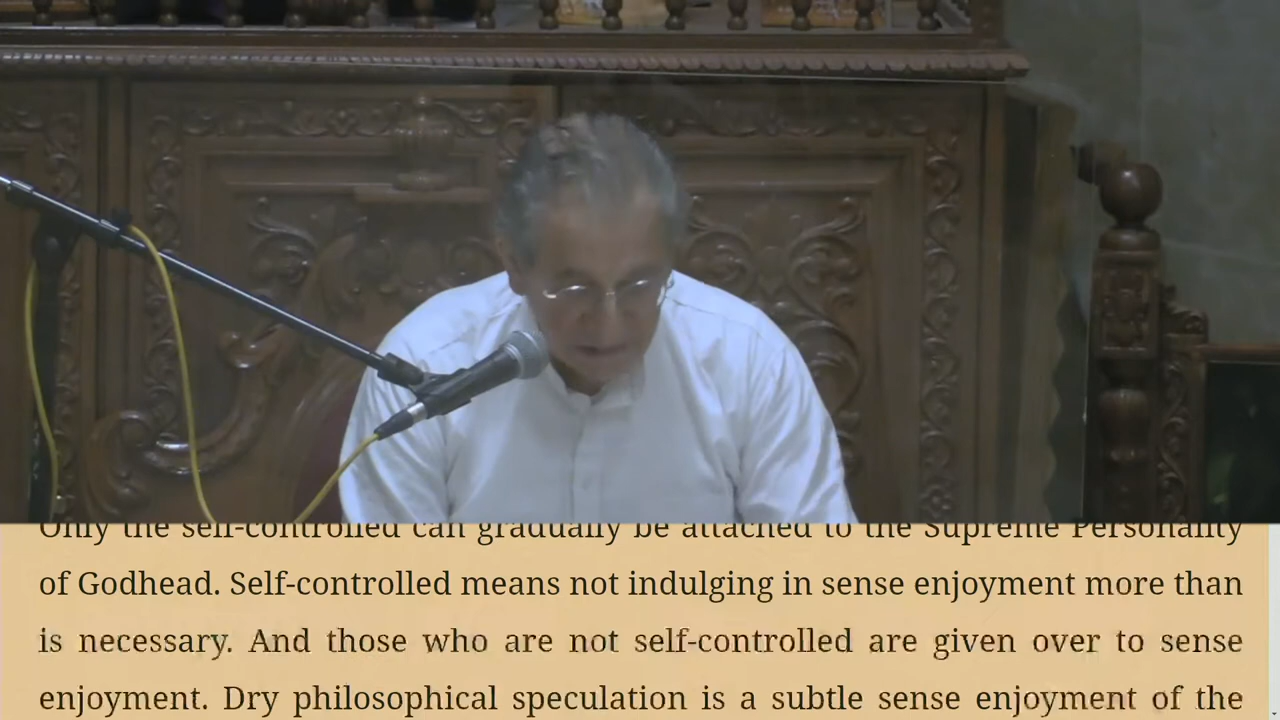 Only the self-controlled can gradually be attached to the Supreme Personality
of Godhead. Self-controlled means not indulging in sense enjoyment more than
is necessary. And those who are not self-controlled are given over to sense
enjoyment. Dry philosophical speculation is a subtle sense enjoyment of the